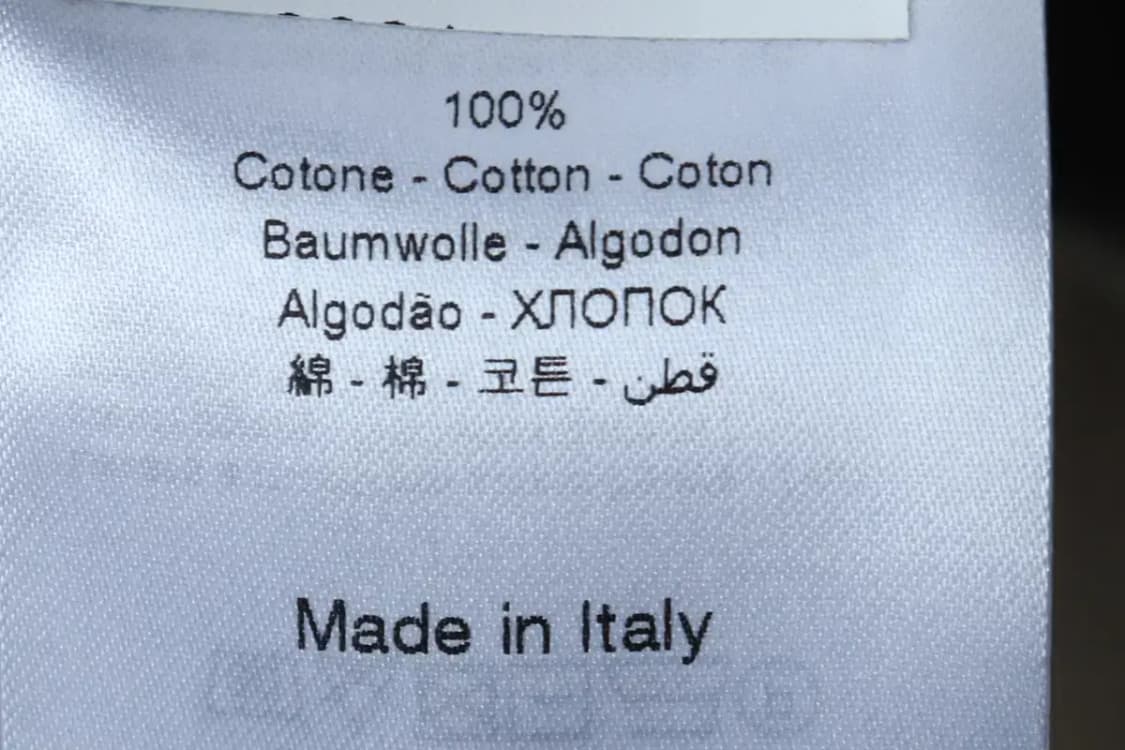 100%
Cotone - Cotton - Coton
Baumwolle - Algodon
Algodão - ХЛОПОК
綿 - 棉 - 코튼 - قطن
Made in Italy